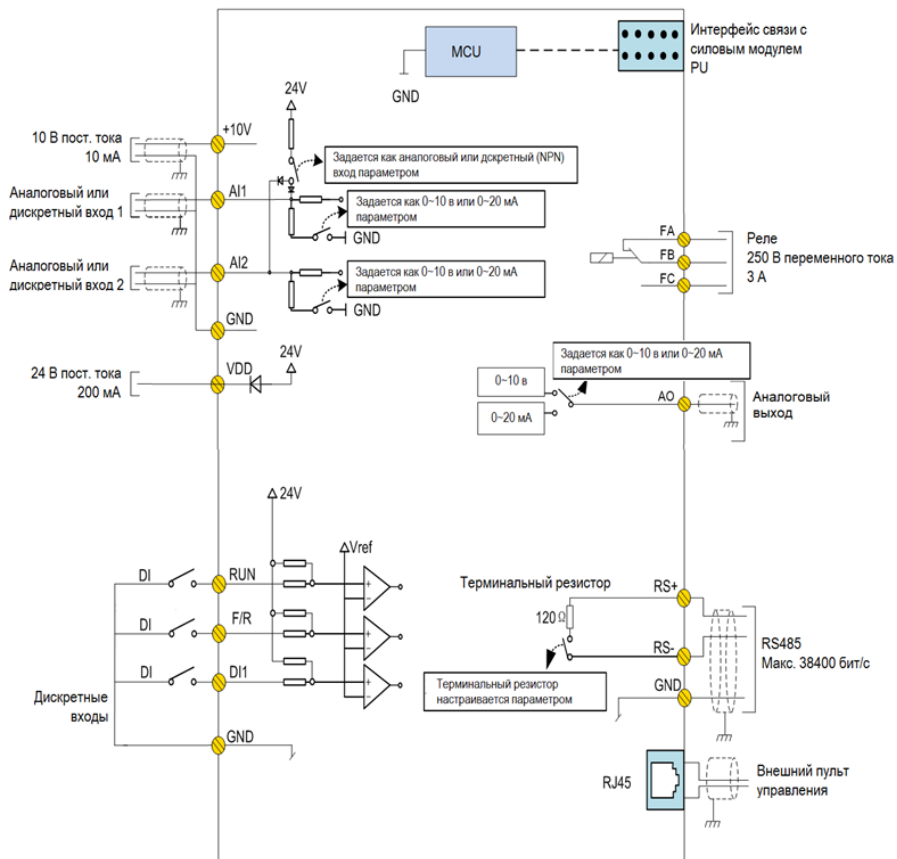 MCU
GND
Интерфейс связи с
силовым модулем
PU
24V
10 В пост. тока
10 мА
+10V
Задается как аналоговый или дскретный (NPN)
вход параметром
Аналоговый или
дискретный вход 1
AI1
Задается как 0~10 в или 0~20 мА
параметром
GND
Аналоговый или
дискретный вход 2
AI2
Задается как 0~10 в или 0~20 мА
параметром
GND
GND
FA
FB
FC
Реле
250 В переменного тока
3 А
24 В пост. тока
200 мА
VDD
24V
Задается как 0~10 в или 0~20 мА
параметром
0~10 в
0~20 мА
AO
Аналоговый
выход
24V
Vref
DI
RUN
DI
F/R
DI
DI1
Дискретные
входы
GND
Терминальный резистор
120 Ω
RS+
RS-
GND
RS485
Макс. 38400 бит/с
Терминальный резистор
настраивается параметром
RJ45
Внешний пульт
управления